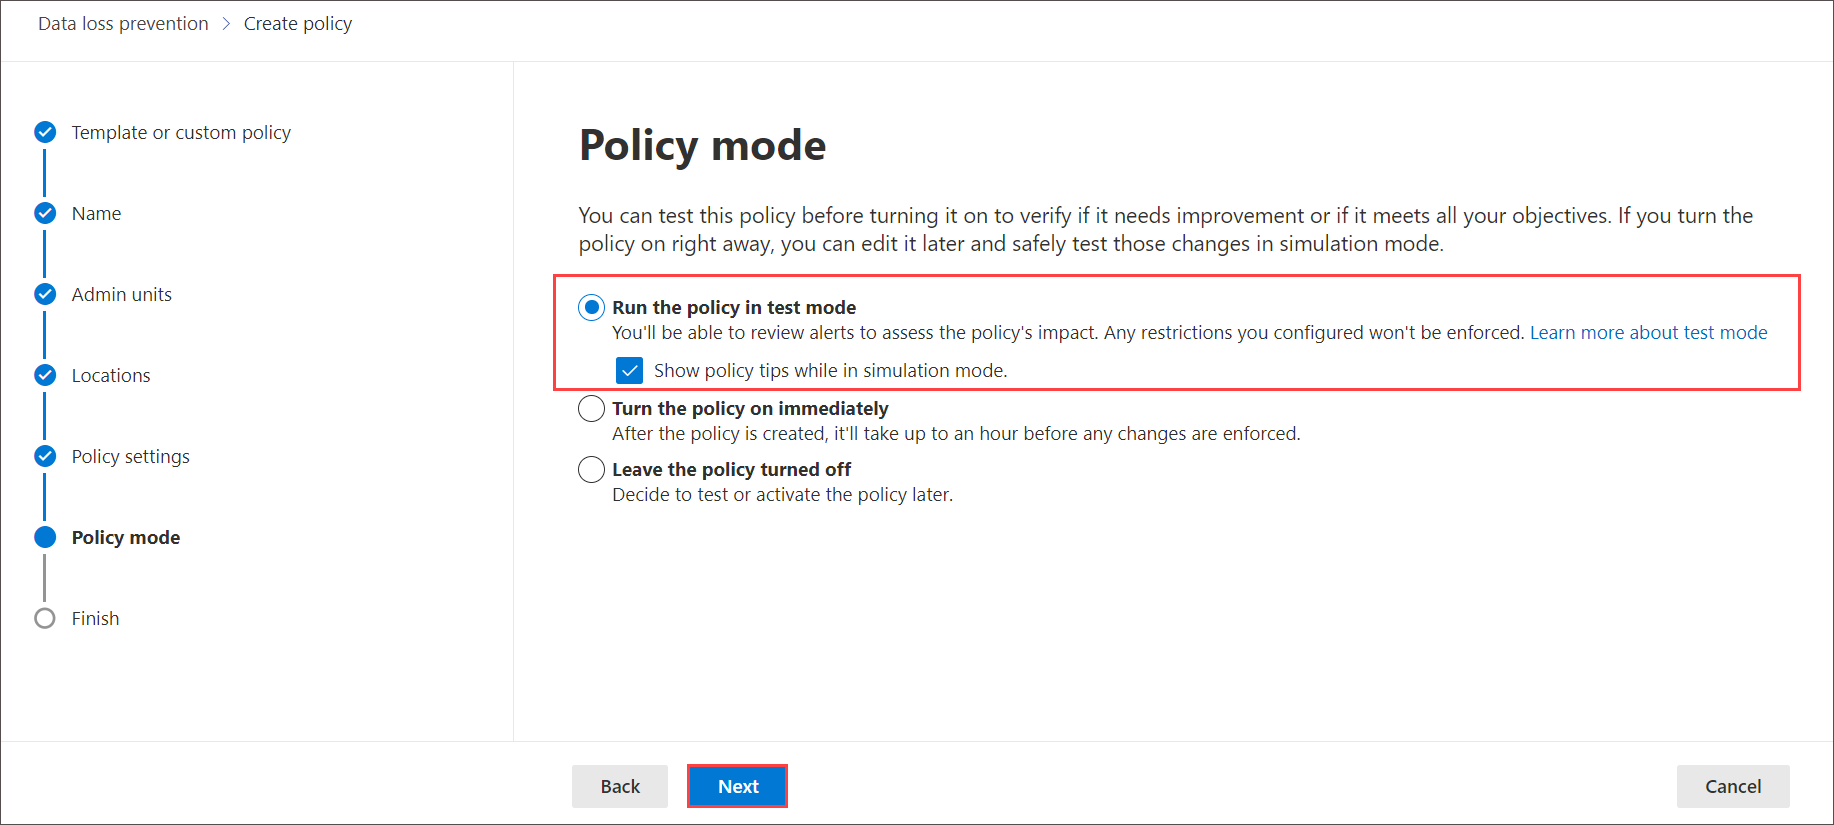 Data loss prevention > Create policy
Template or custom policy
Name
Admin units
Locations
Policy settings
Policy mode
Finish
Policy mode
You can test this policy before turning it on to verify if it needs improvement or if it meets all your objectives. If you turn the
policy on right away, you can edit it later and safely test those changes in simulation mode.
Run the policy in test mode
You'll be able to review alerts to assess the policy's impact. Any restrictions you configured won't be enforced. Learn more about test mode
Show policy tips while in simulation mode.
Turn the policy on immediately
After the policy is created, it'll take up to an hour before any changes are enforced.
Leave the policy turned off
Decide to test or activate the policy later.
Back
Next
Cancel